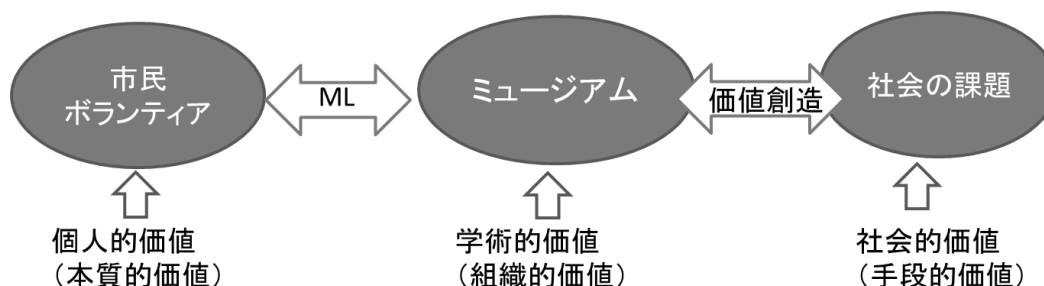 市民
ボランティア
ML
ミュージアム
価値創造
社会の課題
個人的価値
（本質的価値）
学術的価値
（組織的価値）
社会的価値
（手段的価値）